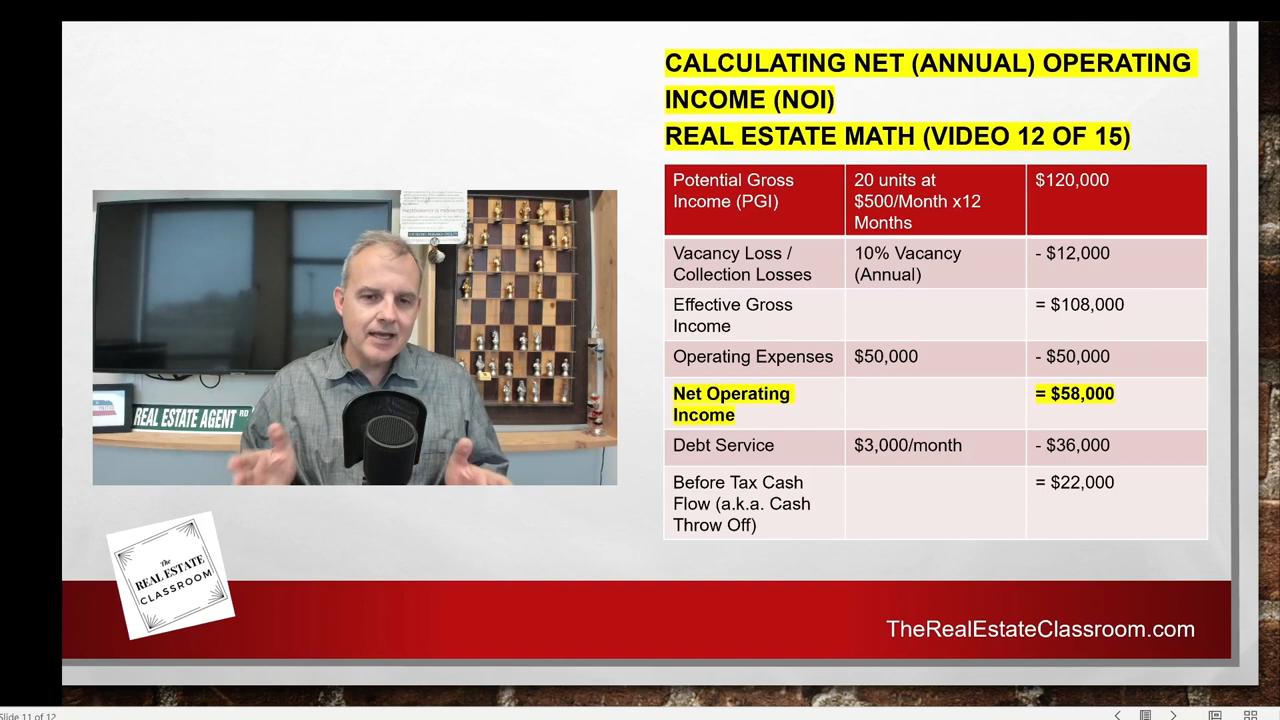 CALCULATING NET (ANNUAL) OPERATING
INCOME (NOI)
REAL ESTATE MATH (VIDEO 12 OF 15)
Potential Gross
Income (PGI)
20 units at
$500/Month x12
Months
$120,000
Vacancy Loss /
Collection Losses
10% Vacancy
(Annual)
- $12,000
Effective Gross
Income
= $108,000
Operating Expenses
$50,000
- $50,000
Net Operating
Income
= $58,000
Debt Service
$3,000/month
- $36,000
Before Tax Cash
Flow (a.k.a. Cash
Throw Off)
= $22,000
REAL ESTATE AGENT RD
The
REAL ESTATE
CLASSROOM
TheRealEstateClassroom.com
Slide 11 of 12